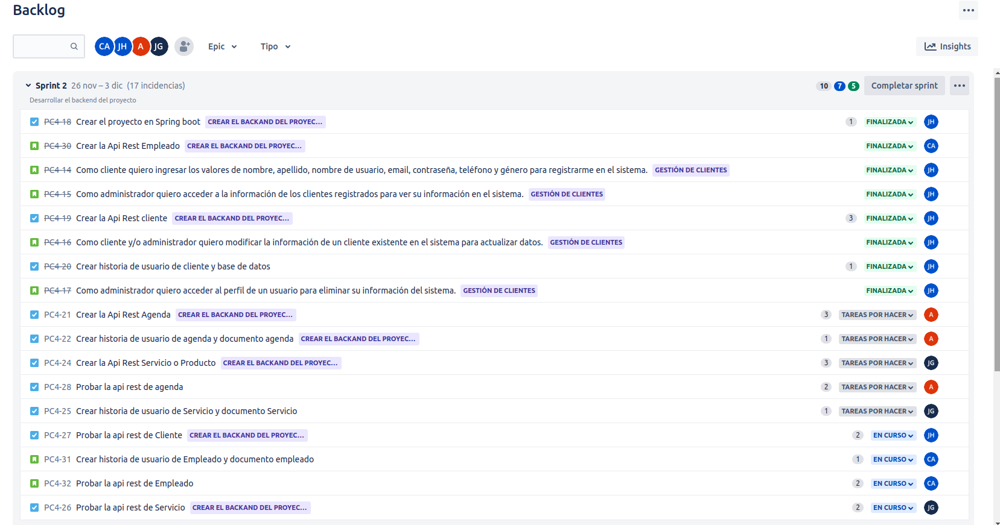 Backlog
CA JH A JG Epic Tipo Insights
Sprint 2 26 nov – 3 dic (17 incidencias) 10 7 5 Completar sprint
Desarrollar el backend del proyecto
PC4-18 Crear el proyecto en Spring boot CREAR EL BACKAND DEL PROYEC... 1 FINALIZADA JH
PC4-30 Crear la Api Rest Empleado CREAR EL BACKAND DEL PROYEC... FINALIZADA CA
PC4-14 Como cliente quiero ingresar los valores de nombre, apellido, nombre de usuario, email, contraseña, teléfono y género para registrarme en el sistema. GESTIÓN DE CLIENTES FINALIZADA JH
PC4-15 Como administrador quiero acceder a la información de los clientes registrados para ver su información en el sistema. GESTIÓN DE CLIENTES FINALIZADA JH
PC4-19 Crear la Api Rest cliente CREAR EL BACKAND DEL PROYEC... 3 FINALIZADA JH
PC4-16 Como cliente y/o administrador quiero modificar la información de un cliente existente en el sistema para actualizar datos. GESTIÓN DE CLIENTES FINALIZADA JH
PC4-20 Crear historia de usuario de cliente y base de datos 1 FINALIZADA JH
PC4-17 Como administrador quiero acceder al perfil de un usuario para eliminar su información del sistema. GESTIÓN DE CLIENTES FINALIZADA JH
PC4-21 Crear la Api Rest Agenda CREAR EL BACKAND DEL PROYEC... 3 TAREAS POR HACER A
PC4-22 Crear historia de usuario de agenda y documento agenda CREAR EL BACKAND DEL PROYEC... 1 TAREAS POR HACER A
PC4-24 Crear la Api Rest Servicio o Producto CREAR EL BACKAND DEL PROYEC... 3 TAREAS POR HACER JG
PC4-28 Probar la api rest de agenda 2 TAREAS POR HACER A
PC4-25 Crear historia de usuario de Servicio y documento Servicio 1 TAREAS POR HACER JG
PC4-27 Probar la api rest de Cliente CREAR EL BACKAND DEL PROYEC... 2 EN CURSO JH
PC4-31 Crear historia de usuario de Empleado y documento empleado 1 EN CURSO CA
PC4-32 Probar la api rest de Empleado 2 EN CURSO CA
PC4-26 Probar la api rest de Servicio CREAR EL BACKAND DEL PROYEC... 2 EN CURSO JG